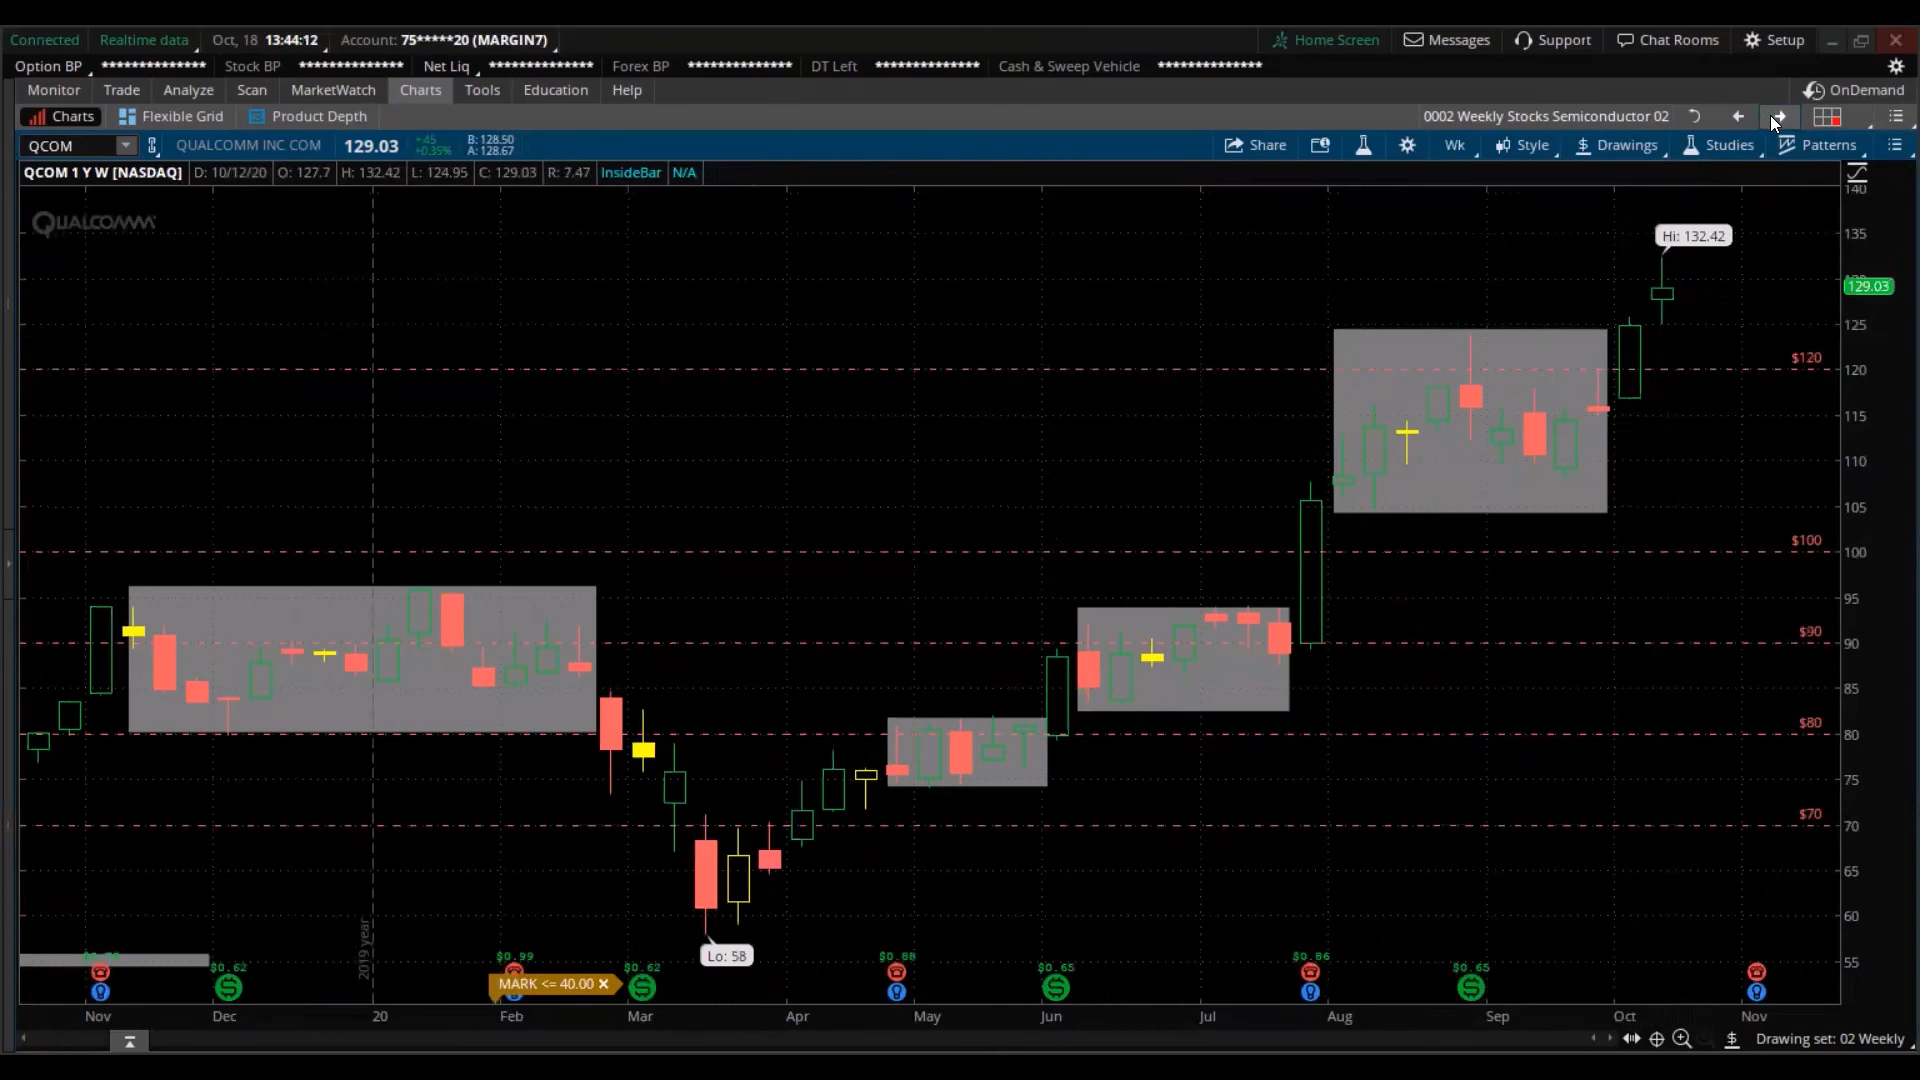 Connected Realtime data Oct, 18 13:44:12 Account: 75*****20 (MARGIN7) Home Screen Messages Support Chat Rooms Setup
Option BP ************** Stock BP ************** Net Liq ************** Forex BP ************** DT Left ************** Cash & Sweep Vehicle **************
Monitor Trade Analyze Scan MarketWatch Charts Tools Education Help OnDemand
Charts Flexible Grid Product Depth 0002 Weekly Stocks Semiconductor 02
QCOM QUALCOMM INC COM 129.03 +.45 +0.35% B: 128.50 A: 128.67 Share Wk Style Drawings Studies Patterns
QCOM 1 Y W [NASDAQ] D: 10/12/20 O: 127.7 H: 132.42 L: 124.95 C: 129.03 R: 7.47 InsideBar N/A
140
QUALCOMM
Hi: 132.42
135
129.03
125
$120
120
115
110
105
$100
100
95
$90
90
85
$80
80
75
$70
70
65
60
2019 year
Lo: 58
55
$0.62 $0.99 $0.62 $0.88 $0.65 $0.86 $0.65
MARK <= 40.00
Nov Dec 20 Feb Mar Apr May Jun Jul Aug Sep Oct Nov
Drawing set: 02 Weekly